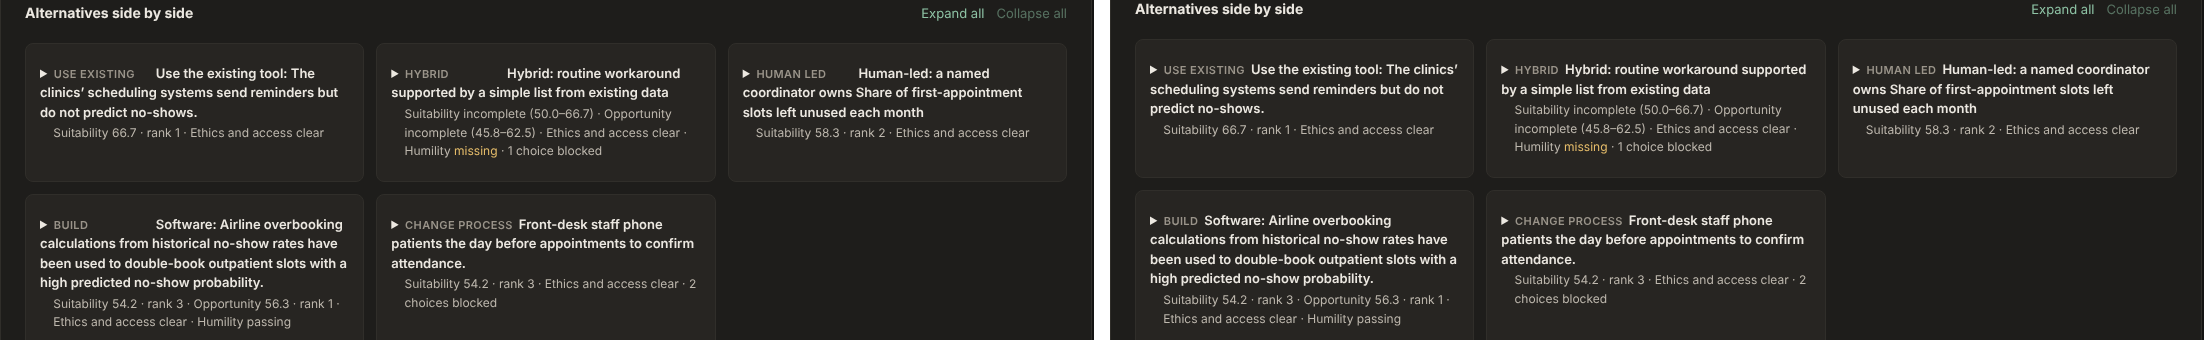 Alternatives side by side
Expand all Collapse all
▶ USE EXISTING Use the existing tool: The
clinics’ scheduling systems send reminders but
do not predict no-shows.
Suitability 66.7 · rank 1 · Ethics and access clear
▶ HYBRID Hybrid: routine workaround
supported by a simple list from existing data
Suitability incomplete (50.0–66.7) · Opportunity
incomplete (45.8–62.5) · Ethics and access clear ·
Humility missing · 1 choice blocked
▶ HUMAN LED Human-led: a named
coordinator owns Share of first-appointment
slots left unused each month
Suitability 58.3 · rank 2 · Ethics and access clear
▶ BUILD Software: Airline overbooking
calculations from historical no-show rates have
been used to double-book outpatient slots with a
high predicted no-show probability.
Suitability 54.2 · rank 3 · Opportunity 56.3 · rank 1 ·
Ethics and access clear · Humility passing
▶ CHANGE PROCESS Front-desk staff phone
patients the day before appointments to confirm
attendance.
Suitability 54.2 · rank 3 · Ethics and access clear · 2
choices blocked
Alternatives side by side
Expand all Collapse all
▶ USE EXISTING Use the existing tool: The clinics’
scheduling systems send reminders but do not
predict no-shows.
Suitability 66.7 · rank 1 · Ethics and access clear
▶ HYBRID Hybrid: routine workaround supported
by a simple list from existing data
Suitability incomplete (50.0–66.7) · Opportunity
incomplete (45.8–62.5) · Ethics and access clear ·
Humility missing · 1 choice blocked
▶ HUMAN LED Human-led: a named coordinator
owns Share of first-appointment slots left
unused each month
Suitability 58.3 · rank 2 · Ethics and access clear
▶ BUILD Software: Airline overbooking
calculations from historical no-show rates have
been used to double-book outpatient slots with a
high predicted no-show probability.
Suitability 54.2 · rank 3 · Opportunity 56.3 · rank 1 ·
Ethics and access clear · Humility passing
▶ CHANGE PROCESS Front-desk staff phone
patients the day before appointments to confirm
attendance.
Suitability 54.2 · rank 3 · Ethics and access clear · 2
choices blocked